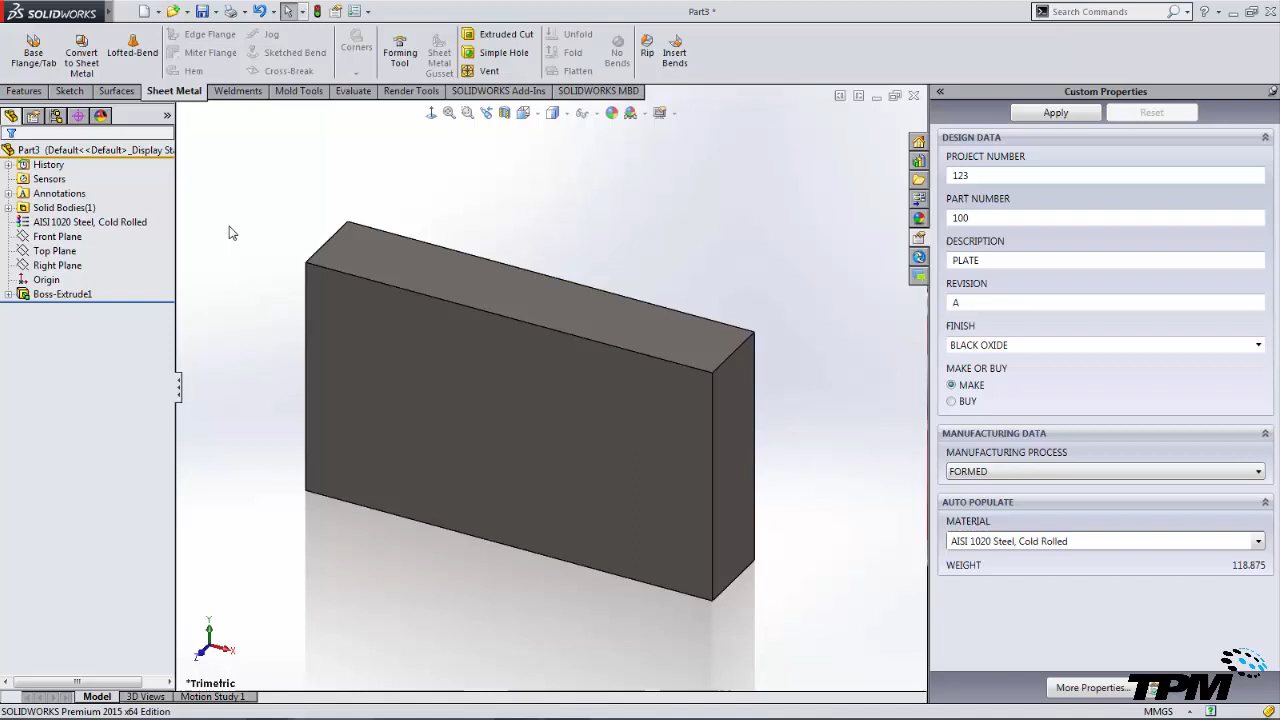 SOLIDWORKS
Part3 *
Search Commands
Base Flange/Tab
Convert to Sheet Metal
Lofted-Bend
Edge Flange
Miter Flange
Hem
Jog
Sketched Bend
Cross-Break
Corners
Forming Tool
Sheet Metal Gusset
Extruded Cut
Simple Hole
Vent
Unfold
Fold
Flatten
No Bends
Rip
Insert Bends
Features
Sketch
Surfaces
Sheet Metal
Weldments
Mold Tools
Evaluate
Render Tools
SOLIDWORKS Add-Ins
SOLIDWORKS MBD
Part3 (Default<<Default>_Display St
History
Sensors
Annotations
Solid Bodies(1)
AISI 1020 Steel, Cold Rolled
Front Plane
Top Plane
Right Plane
Origin
Boss-Extrude1
Y
X
Z
*Trimetric
Custom Properties
Apply
Reset
DESIGN DATA
PROJECT NUMBER
123
PART NUMBER
100
DESCRIPTION
PLATE
REVISION
A
FINISH
BLACK OXIDE
MAKE OR BUY
MAKE
BUY
MANUFACTURING DATA
MANUFACTURING PROCESS
FORMED
AUTO POPULATE
MATERIAL
AISI 1020 Steel, Cold Rolled
WEIGHT 118.875
More Properties...
TPM
Model
3D Views
Motion Study 1
SOLIDWORKS Premium 2015 x64 Edition
MMGS